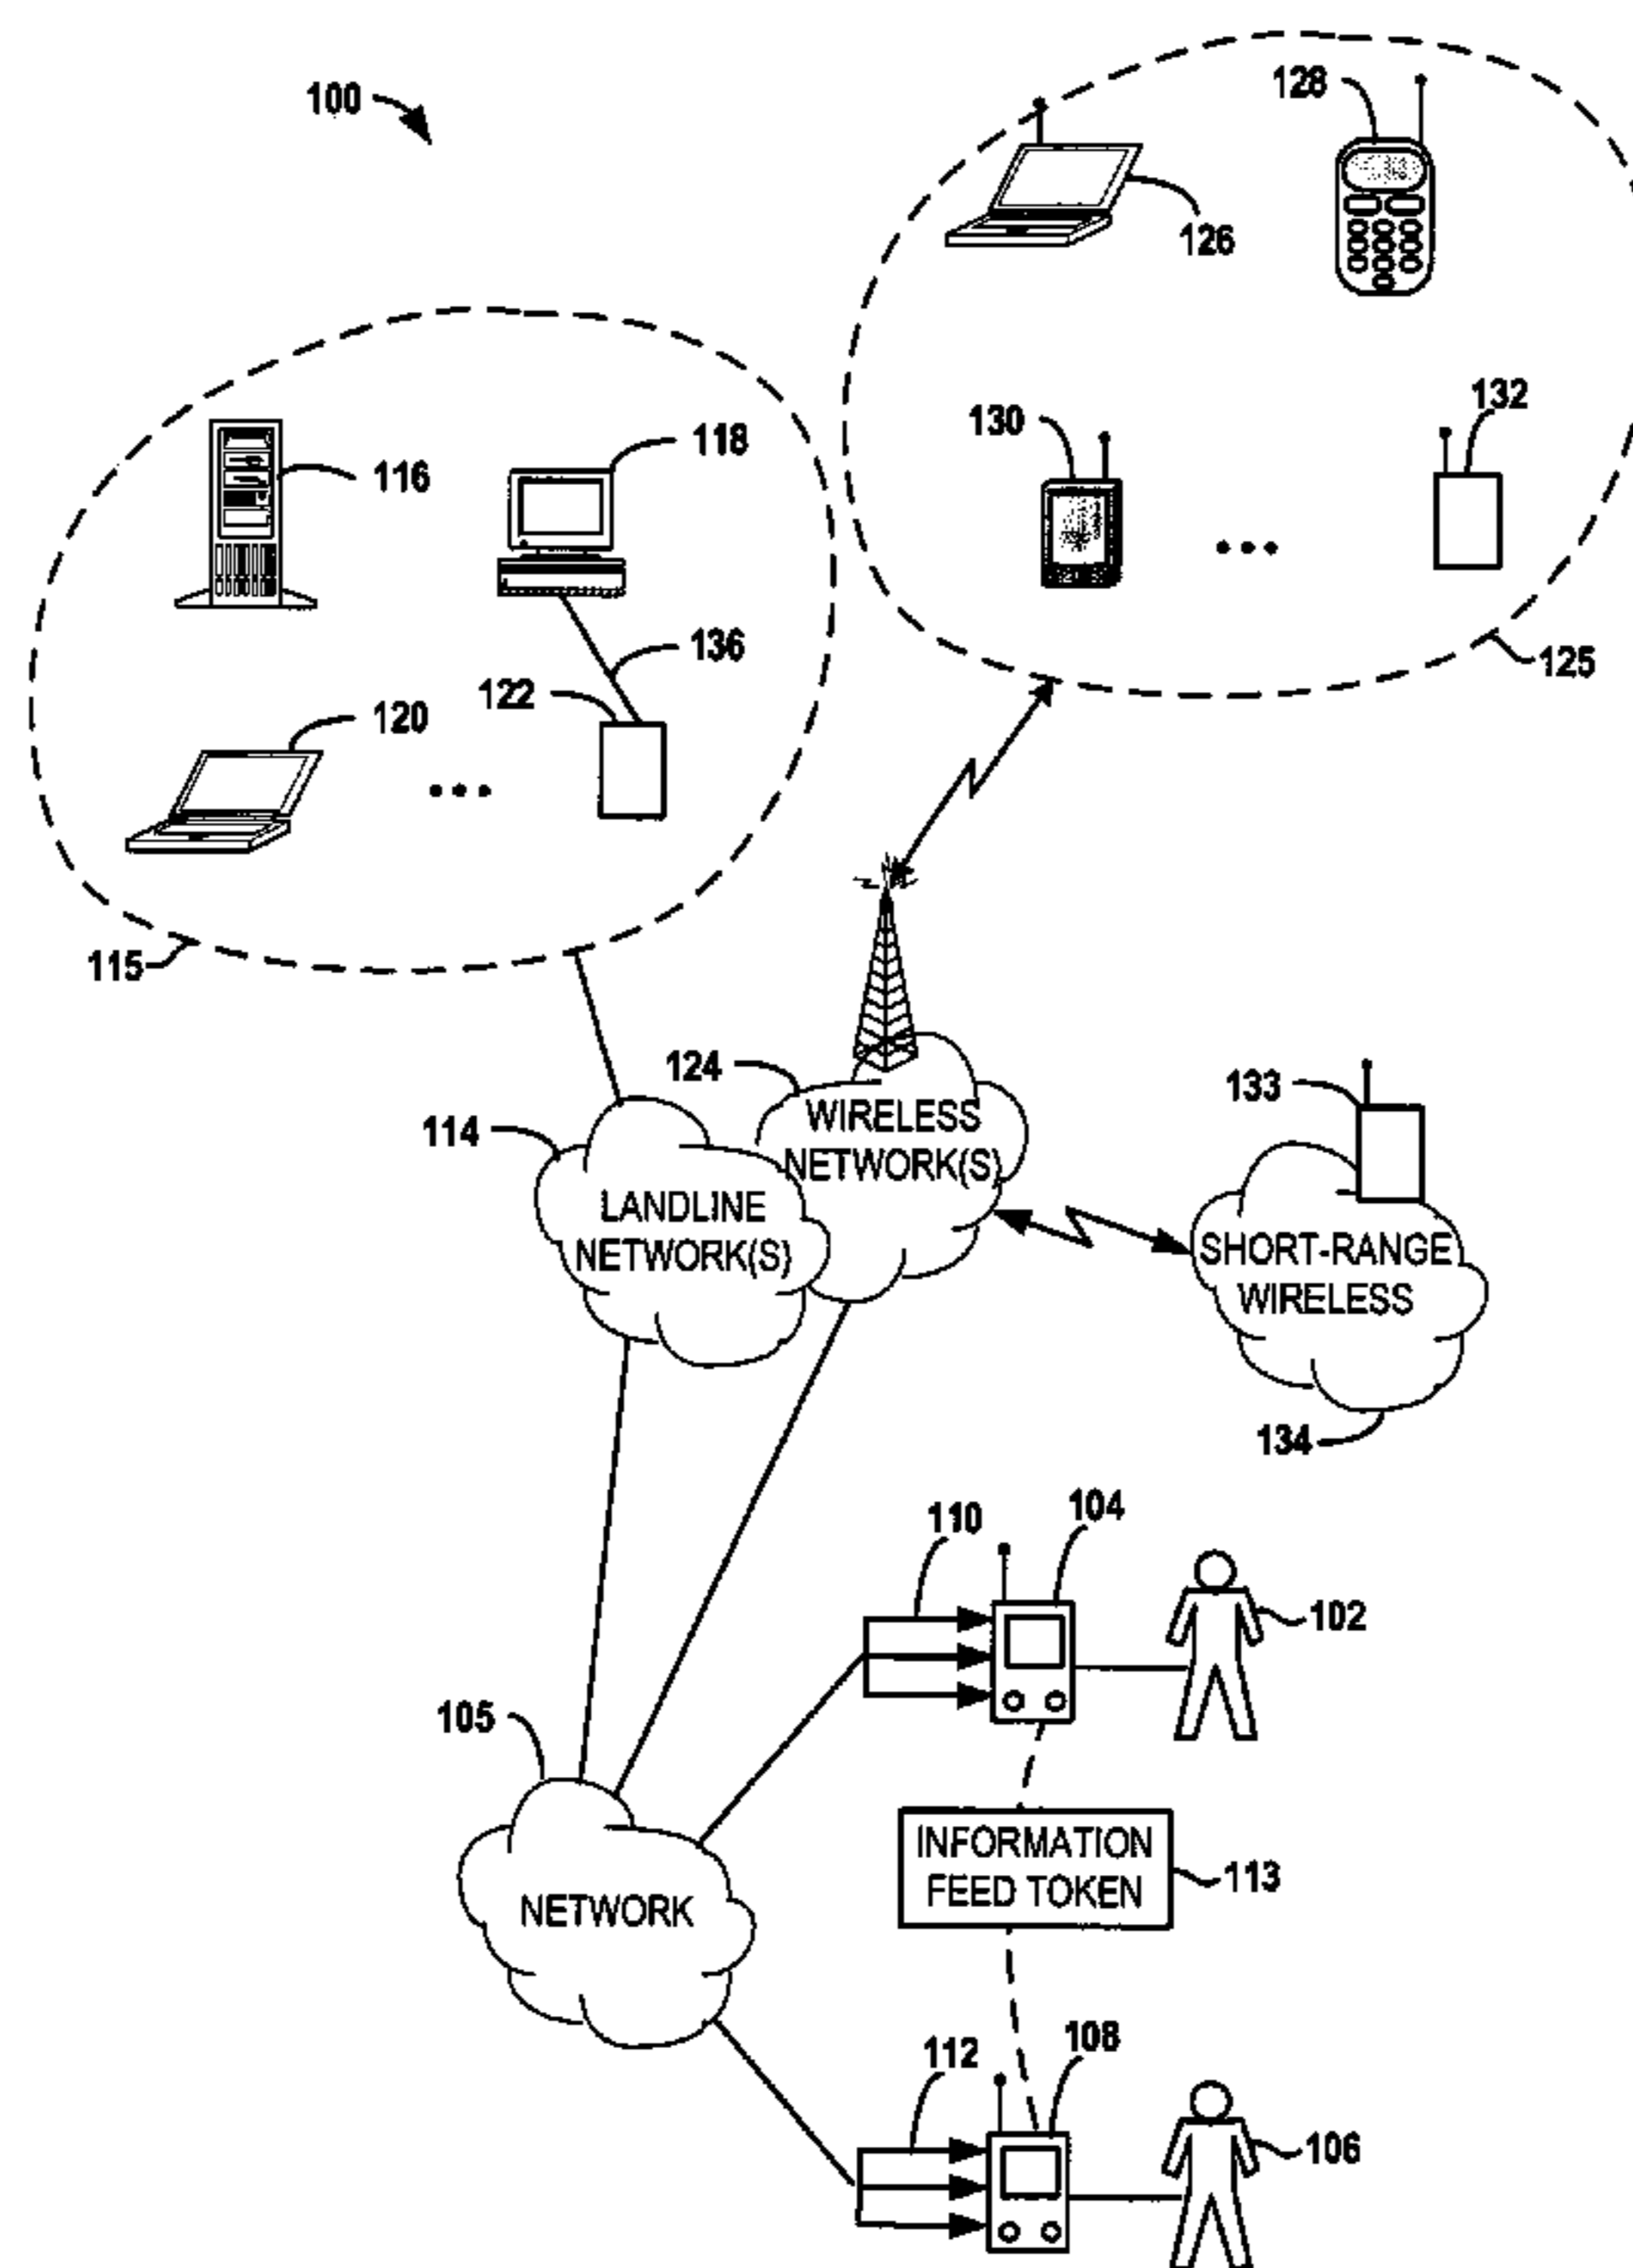 100
128
126
130
132
118
116
136
122
120
125
115
124
WIRELESS
NETWORK(S)
133
114
LANDLINE
NETWORK(S)
SHORT-RANGE
WIRELESS
134
110
104
102
105
INFORMATION
FEED TOKEN
113
NETWORK
112
108
106